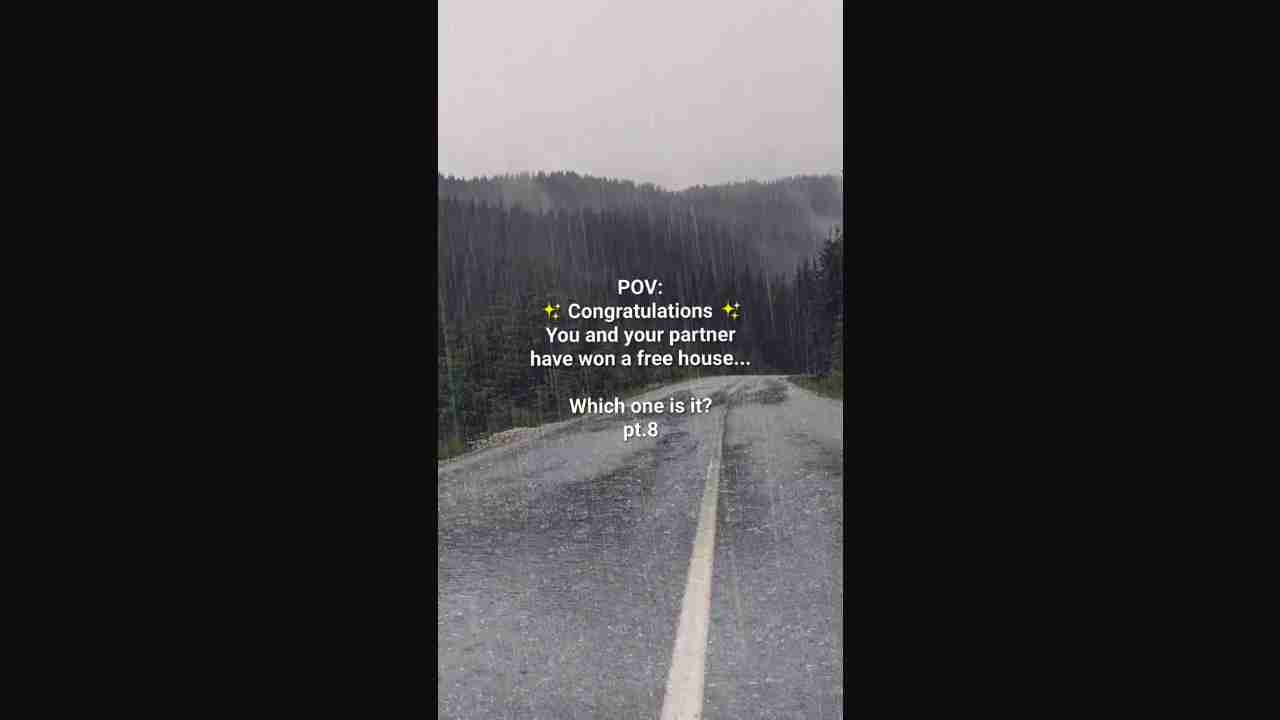 POV:
✨ Congratulations ✨
You and your partner
have won a free house...
Which one is it?
pt.8